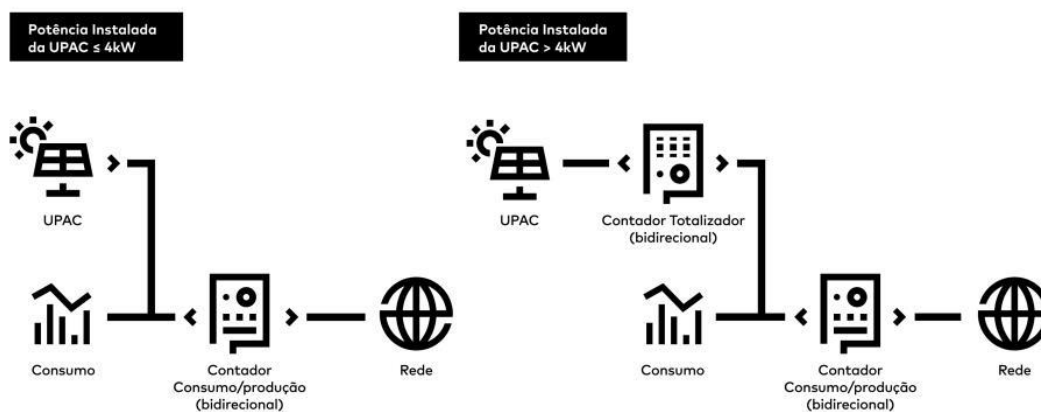 Potência Instalada
da UPAC ≤ 4kW
UPAC
Consumo
Contador
Consumo/produção
(bidirecional)
Rede
Potência Instalada
da UPAC > 4kW
UPAC
Contador Totalizador
(bidirecional)
Consumo
Contador
Consumo/produção
(bidirecional)
Rede